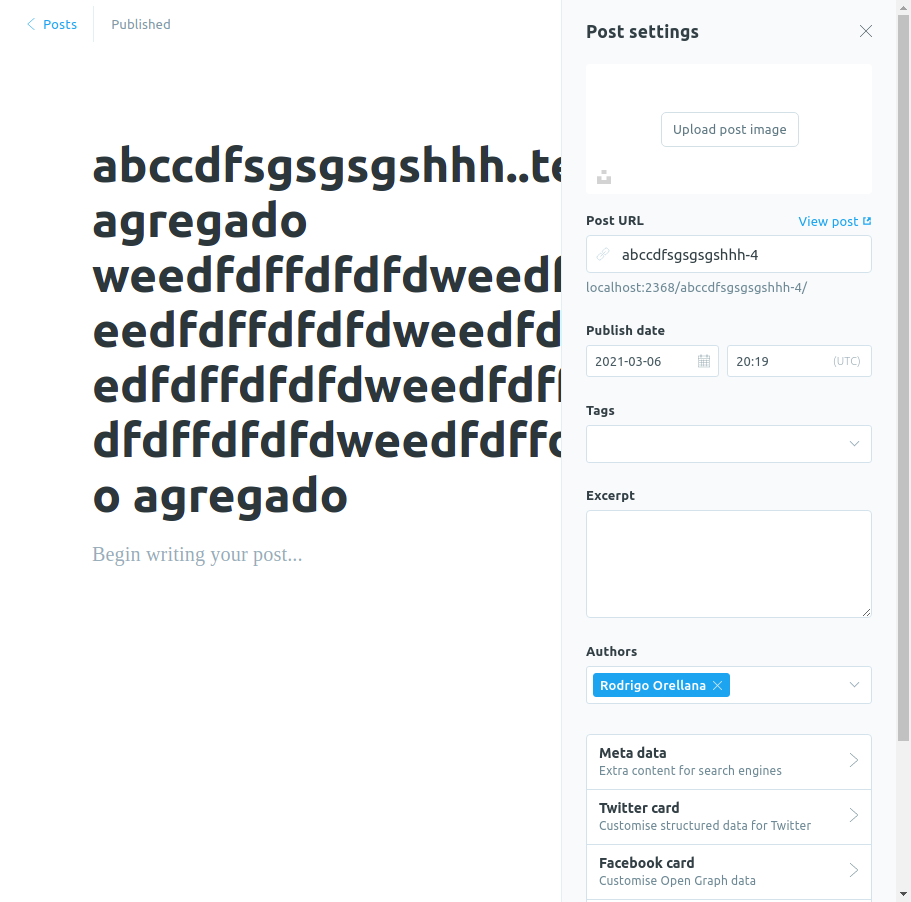 Posts
Published
abccdfsgsgsgshhh..te
agregado
weedfdffdfdfdweedf
eedfdffdfdfdweedfd
edfdffdfdfdweedfdff
dfdffdfdfdweedfdffd
o agregado
Begin writing your post...
Post settings
Upload post image
Post URL
View post
abccdfsgsgsgshhh-4
localhost:2368/abccdfsgsgsgshhh-4/
Publish date
2021-03-06
20:19 (UTC)
Tags
Excerpt
Authors
Rodrigo Orellana
Meta data
Extra content for search engines
Twitter card
Customise structured data for Twitter
Facebook card
Customise Open Graph data